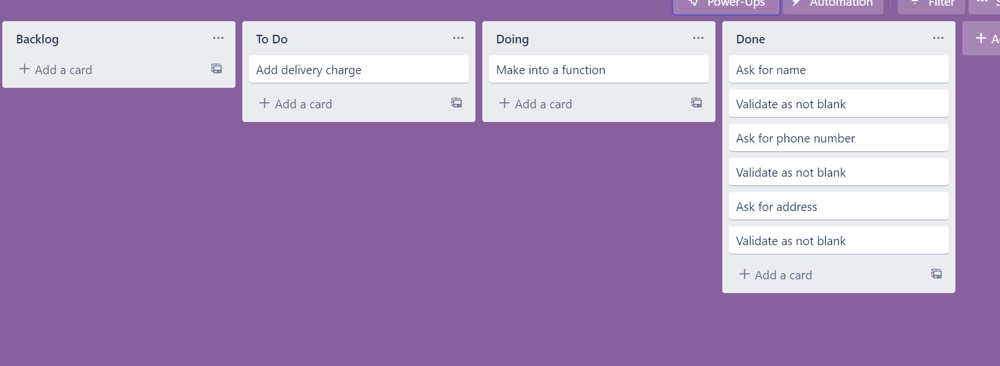 Power-Ups
Automation
Filter
Backlog
Add a card
To Do
Add delivery charge
Add a card
Doing
Make into a function
Add a card
Done
Ask for name
Validate as not blank
Ask for phone number
Validate as not blank
Ask for address
Validate as not blank
Add a card